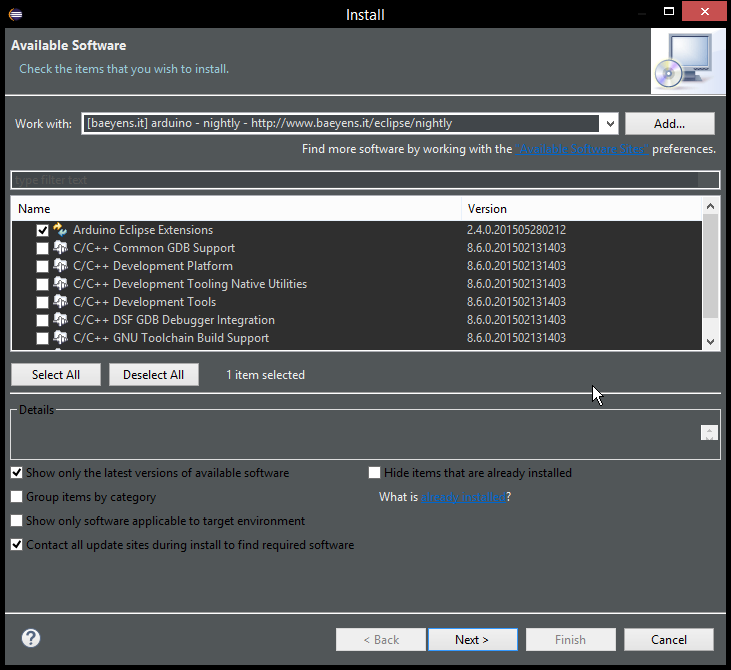 Install
Available Software
Check the items that you wish to install.
Work with: [baeyens.it] arduino - nightly - http://www.baeyens.it/eclipse/nightly Add...
Find more software by working with the "Available Software Sites" preferences.
type filter text
Name Version
Arduino Eclipse Extensions 2.4.0.201505280212
C/C++ Common GDB Support 8.6.0.201502131403
C/C++ Development Platform 8.6.0.201502131403
C/C++ Development Tooling Native Utilities 8.6.0.201502131403
C/C++ Development Tools 8.6.0.201502131403
C/C++ DSF GDB Debugger Integration 8.6.0.201502131403
C/C++ GNU Toolchain Build Support 8.6.0.201502131403
Select All Deselect All 1 item selected
Details
Show only the latest versions of available software Hide items that are already installed
Group items by category What is already installed?
Show only software applicable to target environment
Contact all update sites during install to find required software
? < Back Next > Finish Cancel